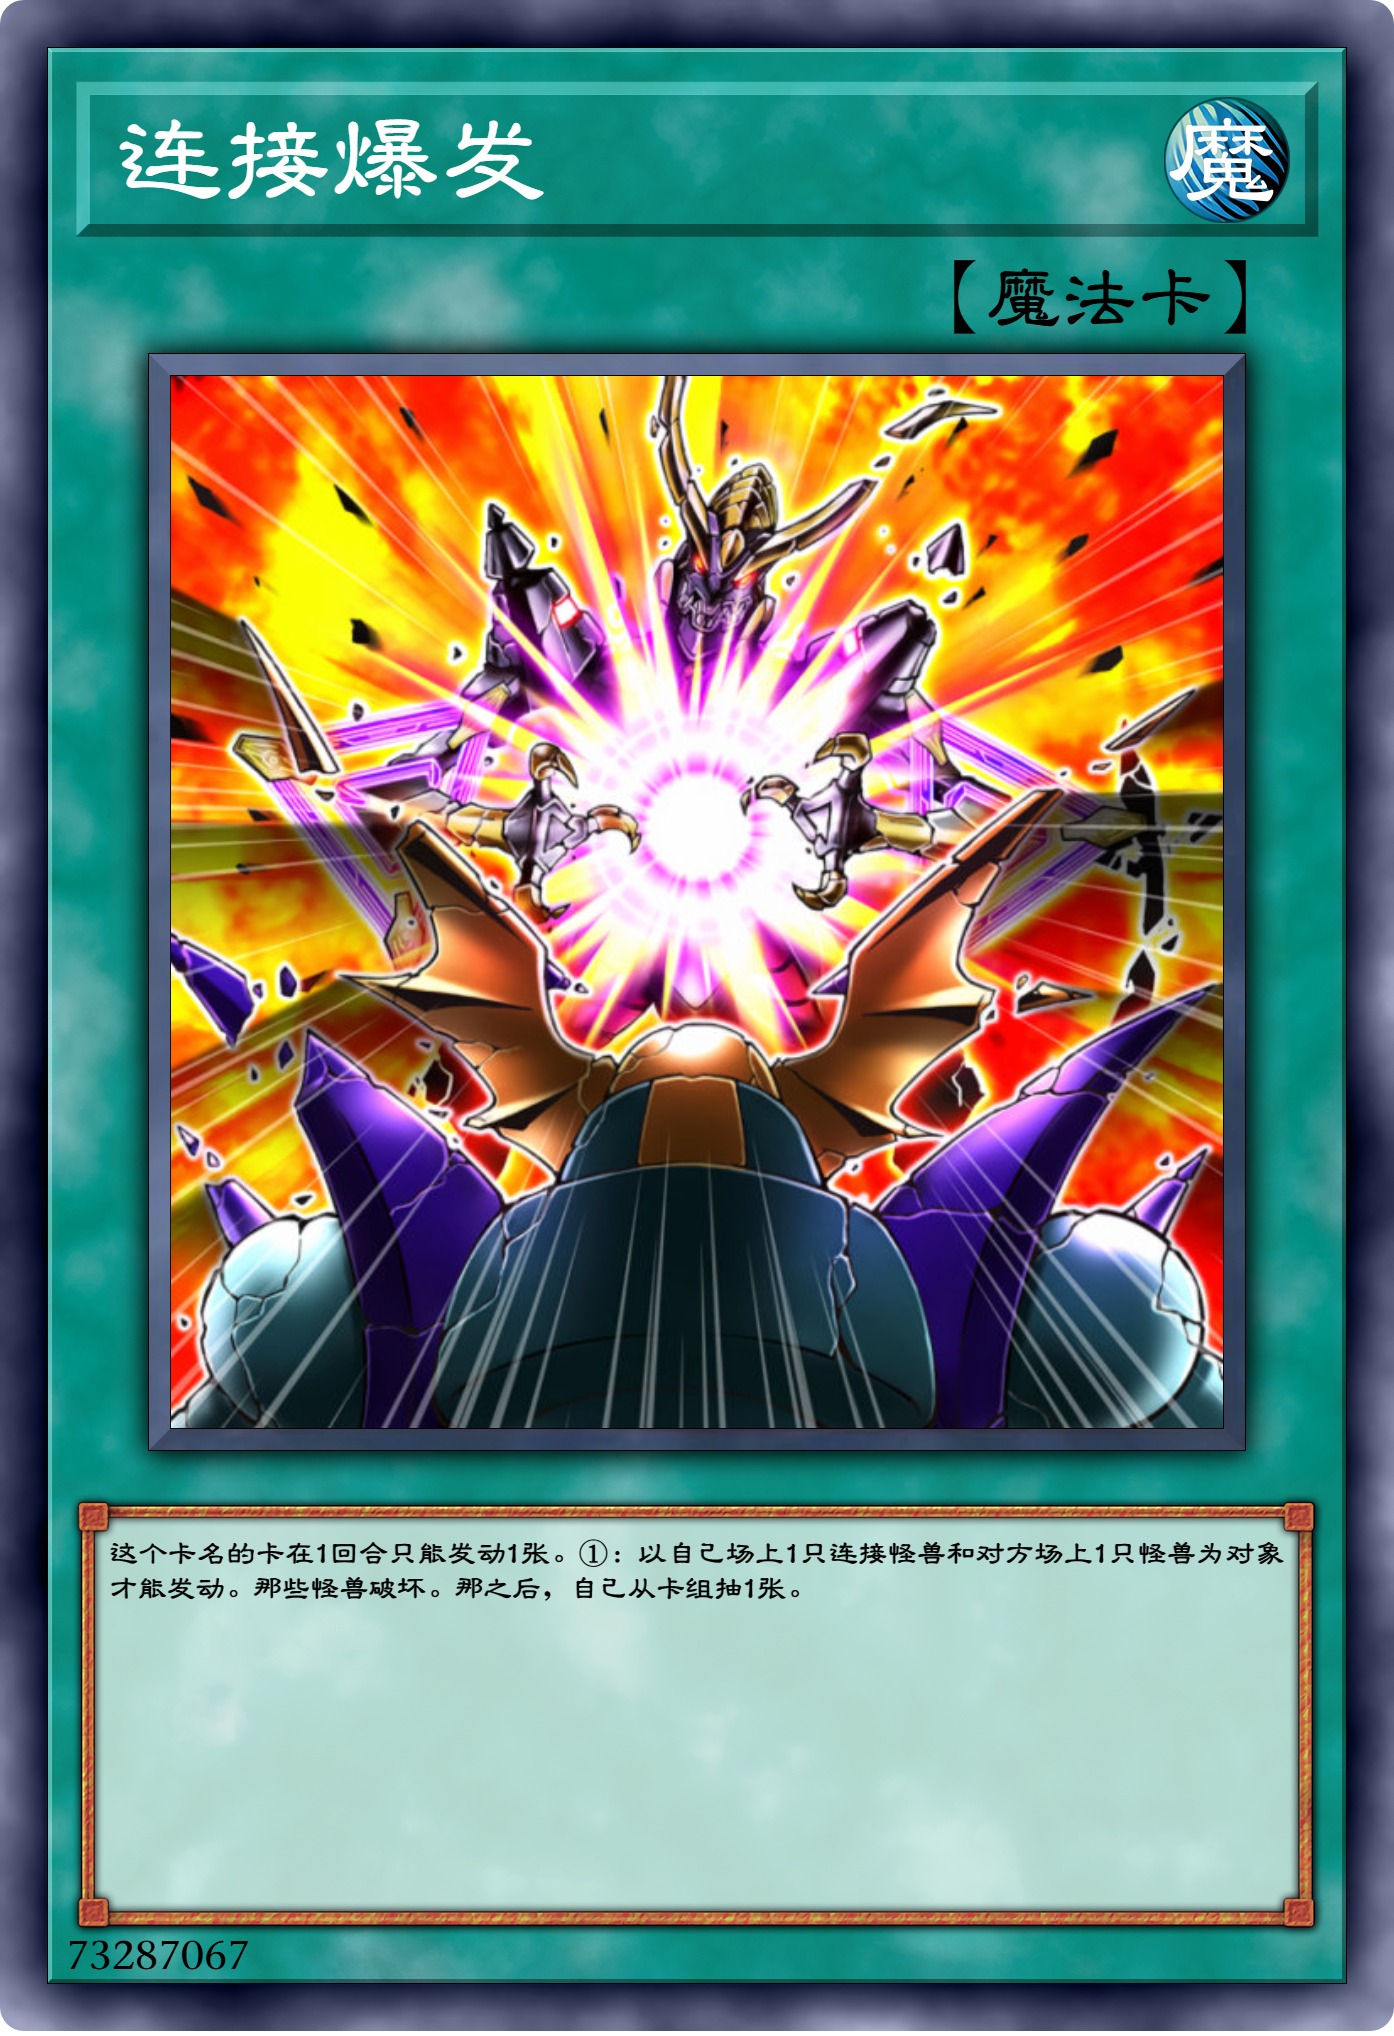 连接爆发
魔
【魔法卡】
这个卡名的卡在1回合只能发动1张。①：以自己场上1只连接怪兽和对方场上1只怪兽为对象
才能发动。那些怪兽破坏。那之后，自己从卡组抽1张。
73287067